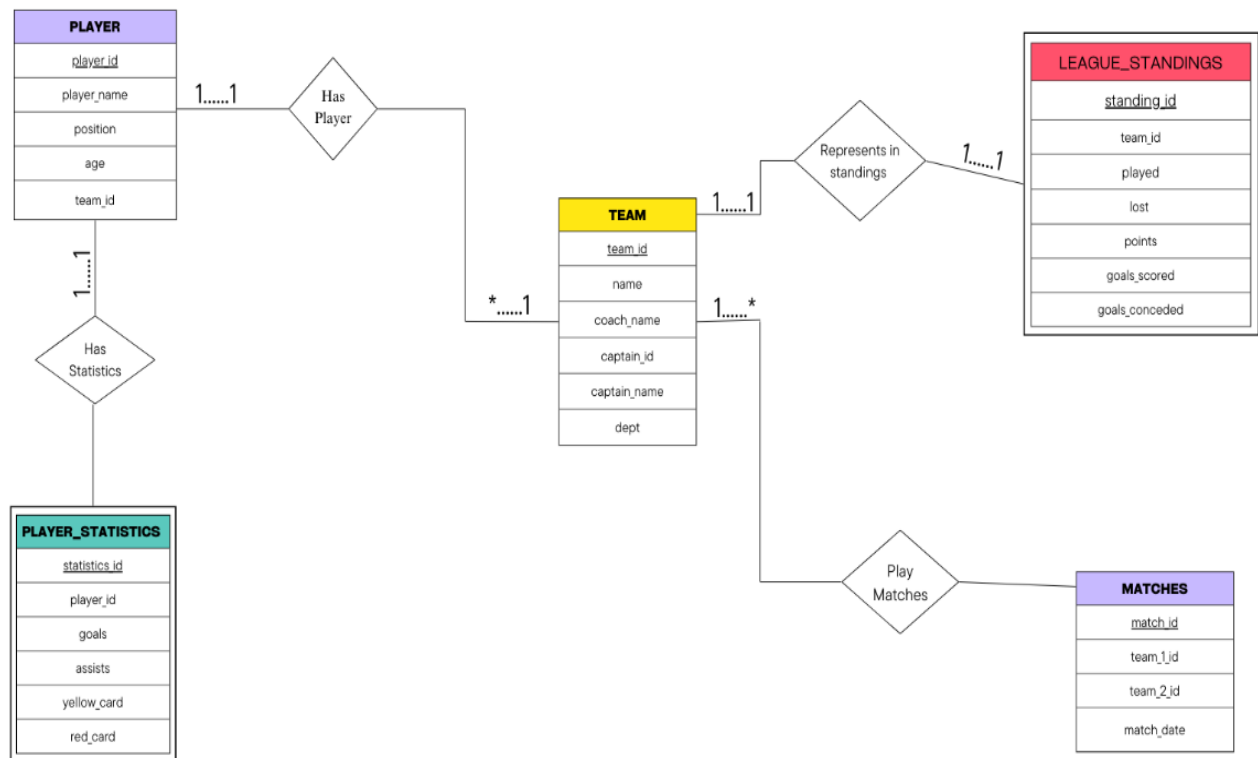 PLAYER
player_id
player_name
position
age
team_id
1......1
Has
Player
*......1
1......1
Has
Statistics
PLAYER_STATISTICS
statistics_id
player_id
goals
assists
yellow_card
red_card
TEAM
team_id
name
coach_name
captain_id
captain_name
dept
1......1
Represents in
standings
1.....1
LEAGUE_STANDINGS
standing_id
team_id
played
lost
points
goals_scored
goals_conceded
1......*
Play
Matches
MATCHES
match_id
team_1_id
team_2_id
match_date